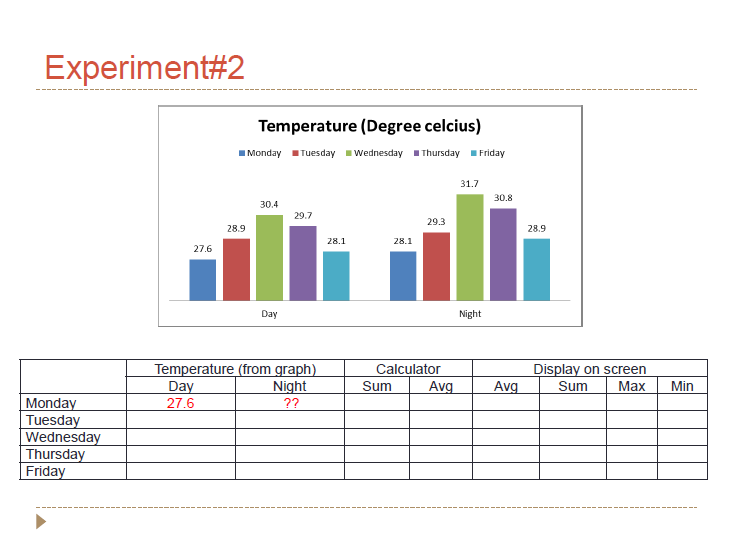 Experiment#2
Temperature (Degree celcius)
Monday Tuesday Wednesday Thursday Friday
27.6 28.9 30.4 29.7 28.1 28.1 29.3 31.7 30.8 28.9
Day Night
Temperature (from graph) Calculator Display on screen
Day Night Sum Avg Avg Sum Max Min
Monday 27.6 ??
Tuesday
Wednesday
Thursday
Friday